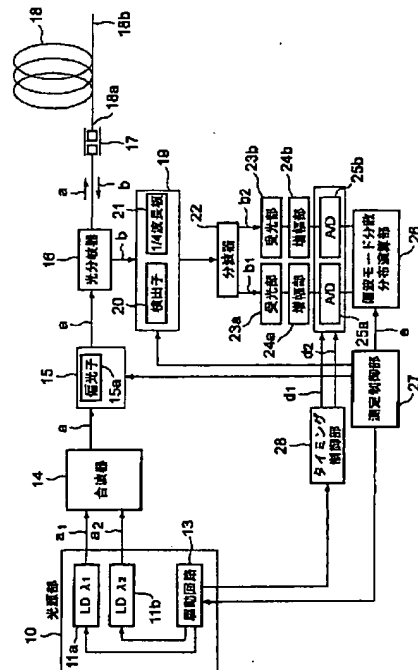 10
光源部
11a
LD λ1
LD λ2
11b
13
駆動回路
a1
a2
14
合波器
a
15
偏光子
15a
a
16
光分岐器
a
b
17
18a
18
18b
b
19
20
検出子
21
1/4波長板
22
分波器
b1
b2
23a
受光部
23b
受光部
24a
増幅部
24b
増幅部
25a
A/D
25b
A/D
d1
d2
28
タイミング制御部
27
測定制御部
e
26
偏波モード分散分布演算部